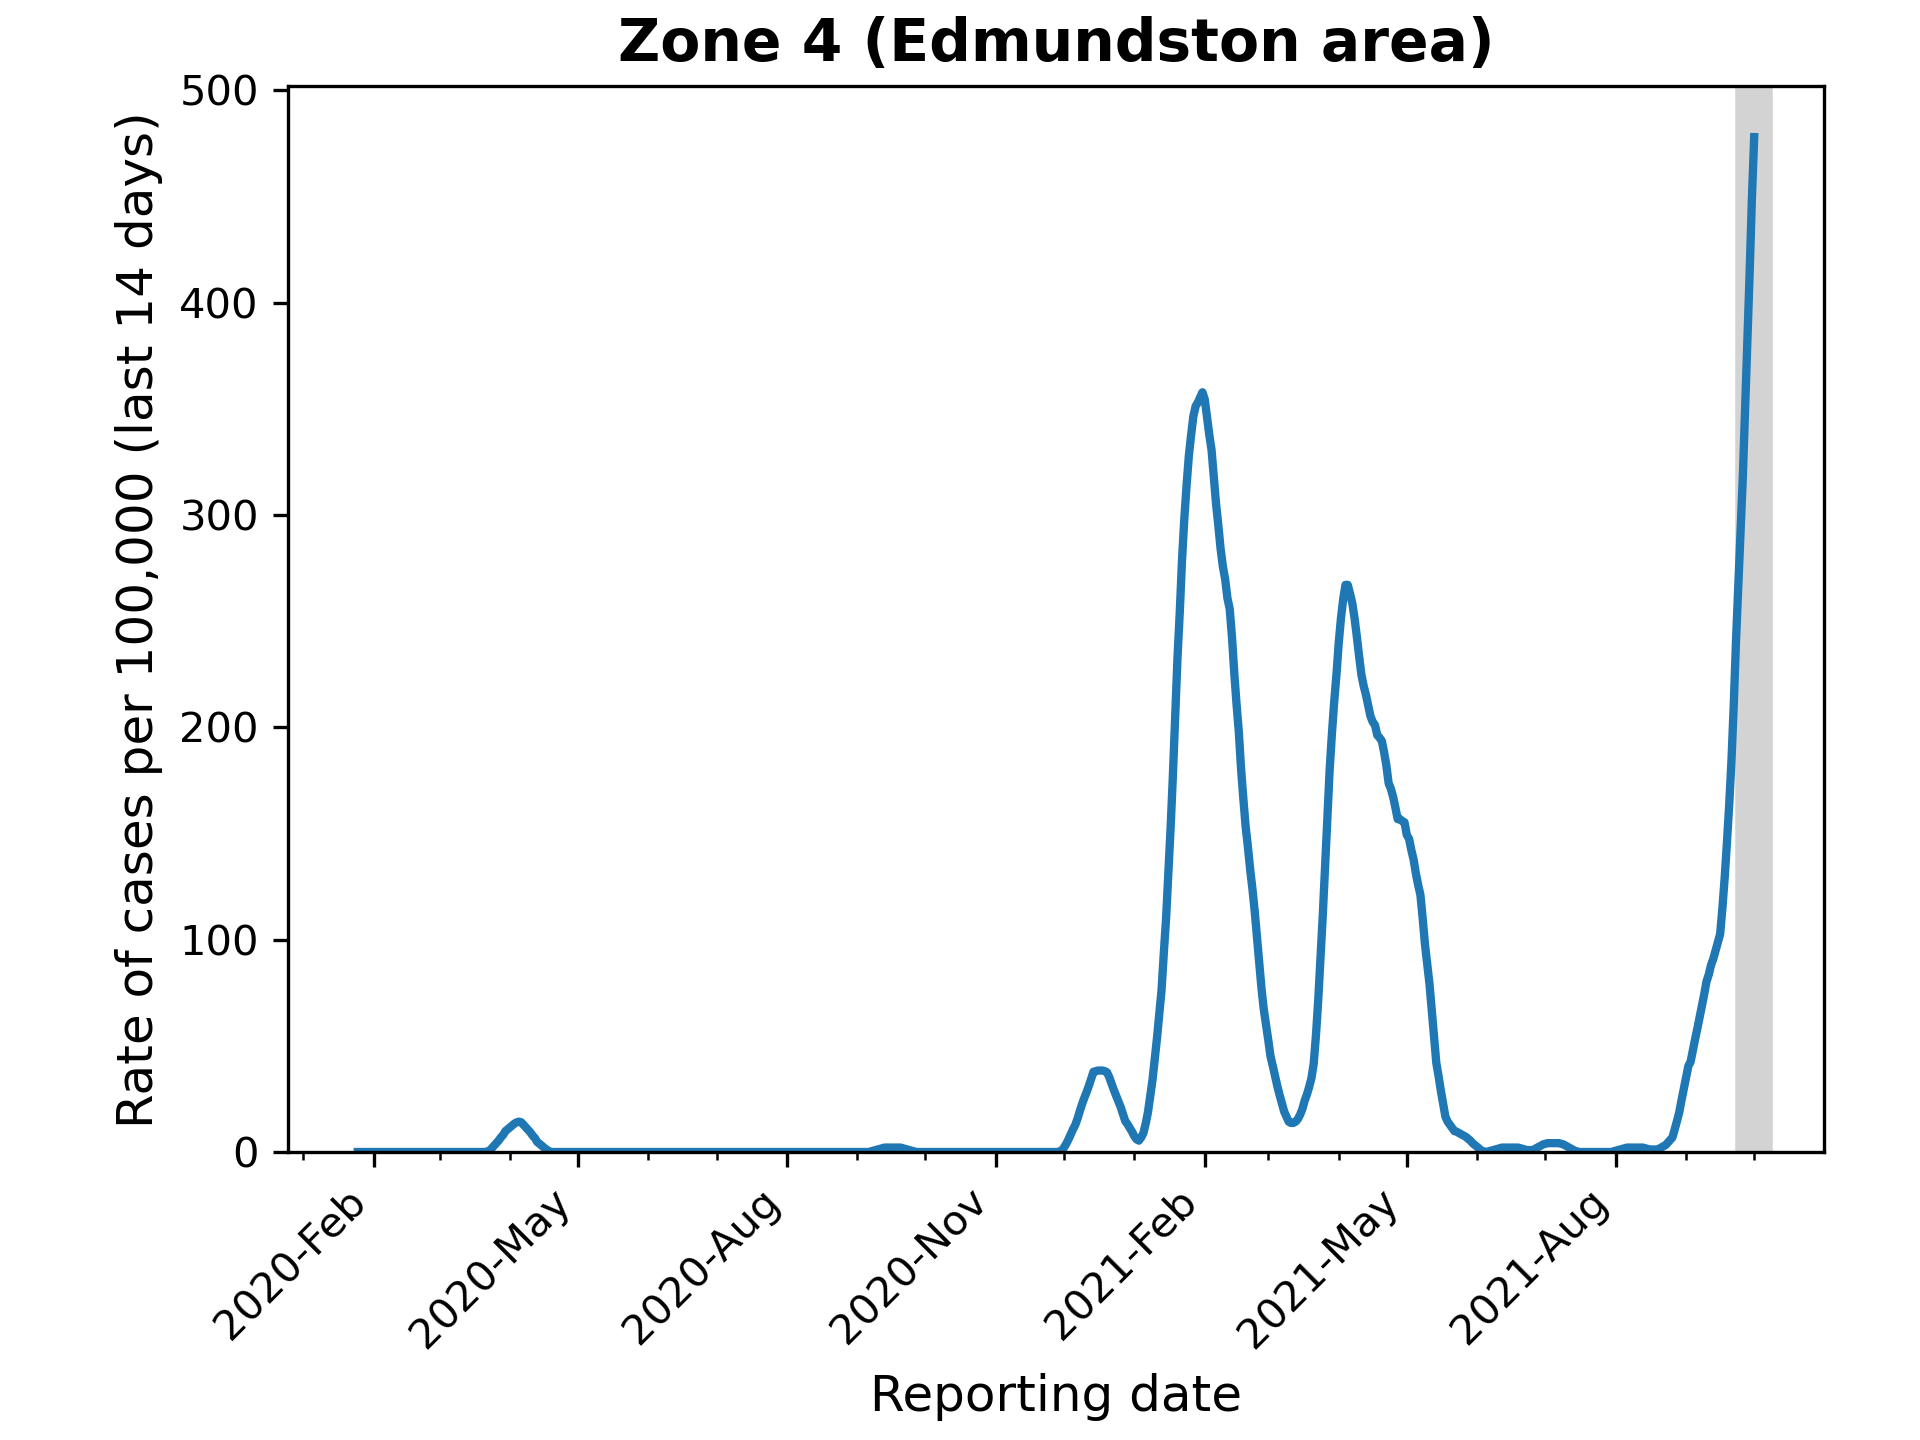 Zone 4 (Edmundston area)
Rate of cases per 100,000 (last 14 days)
500
400
300
200
100
0
2020-Feb
2020-May
2020-Aug
2020-Nov
2021-Feb
2021-May
2021-Aug
Reporting date